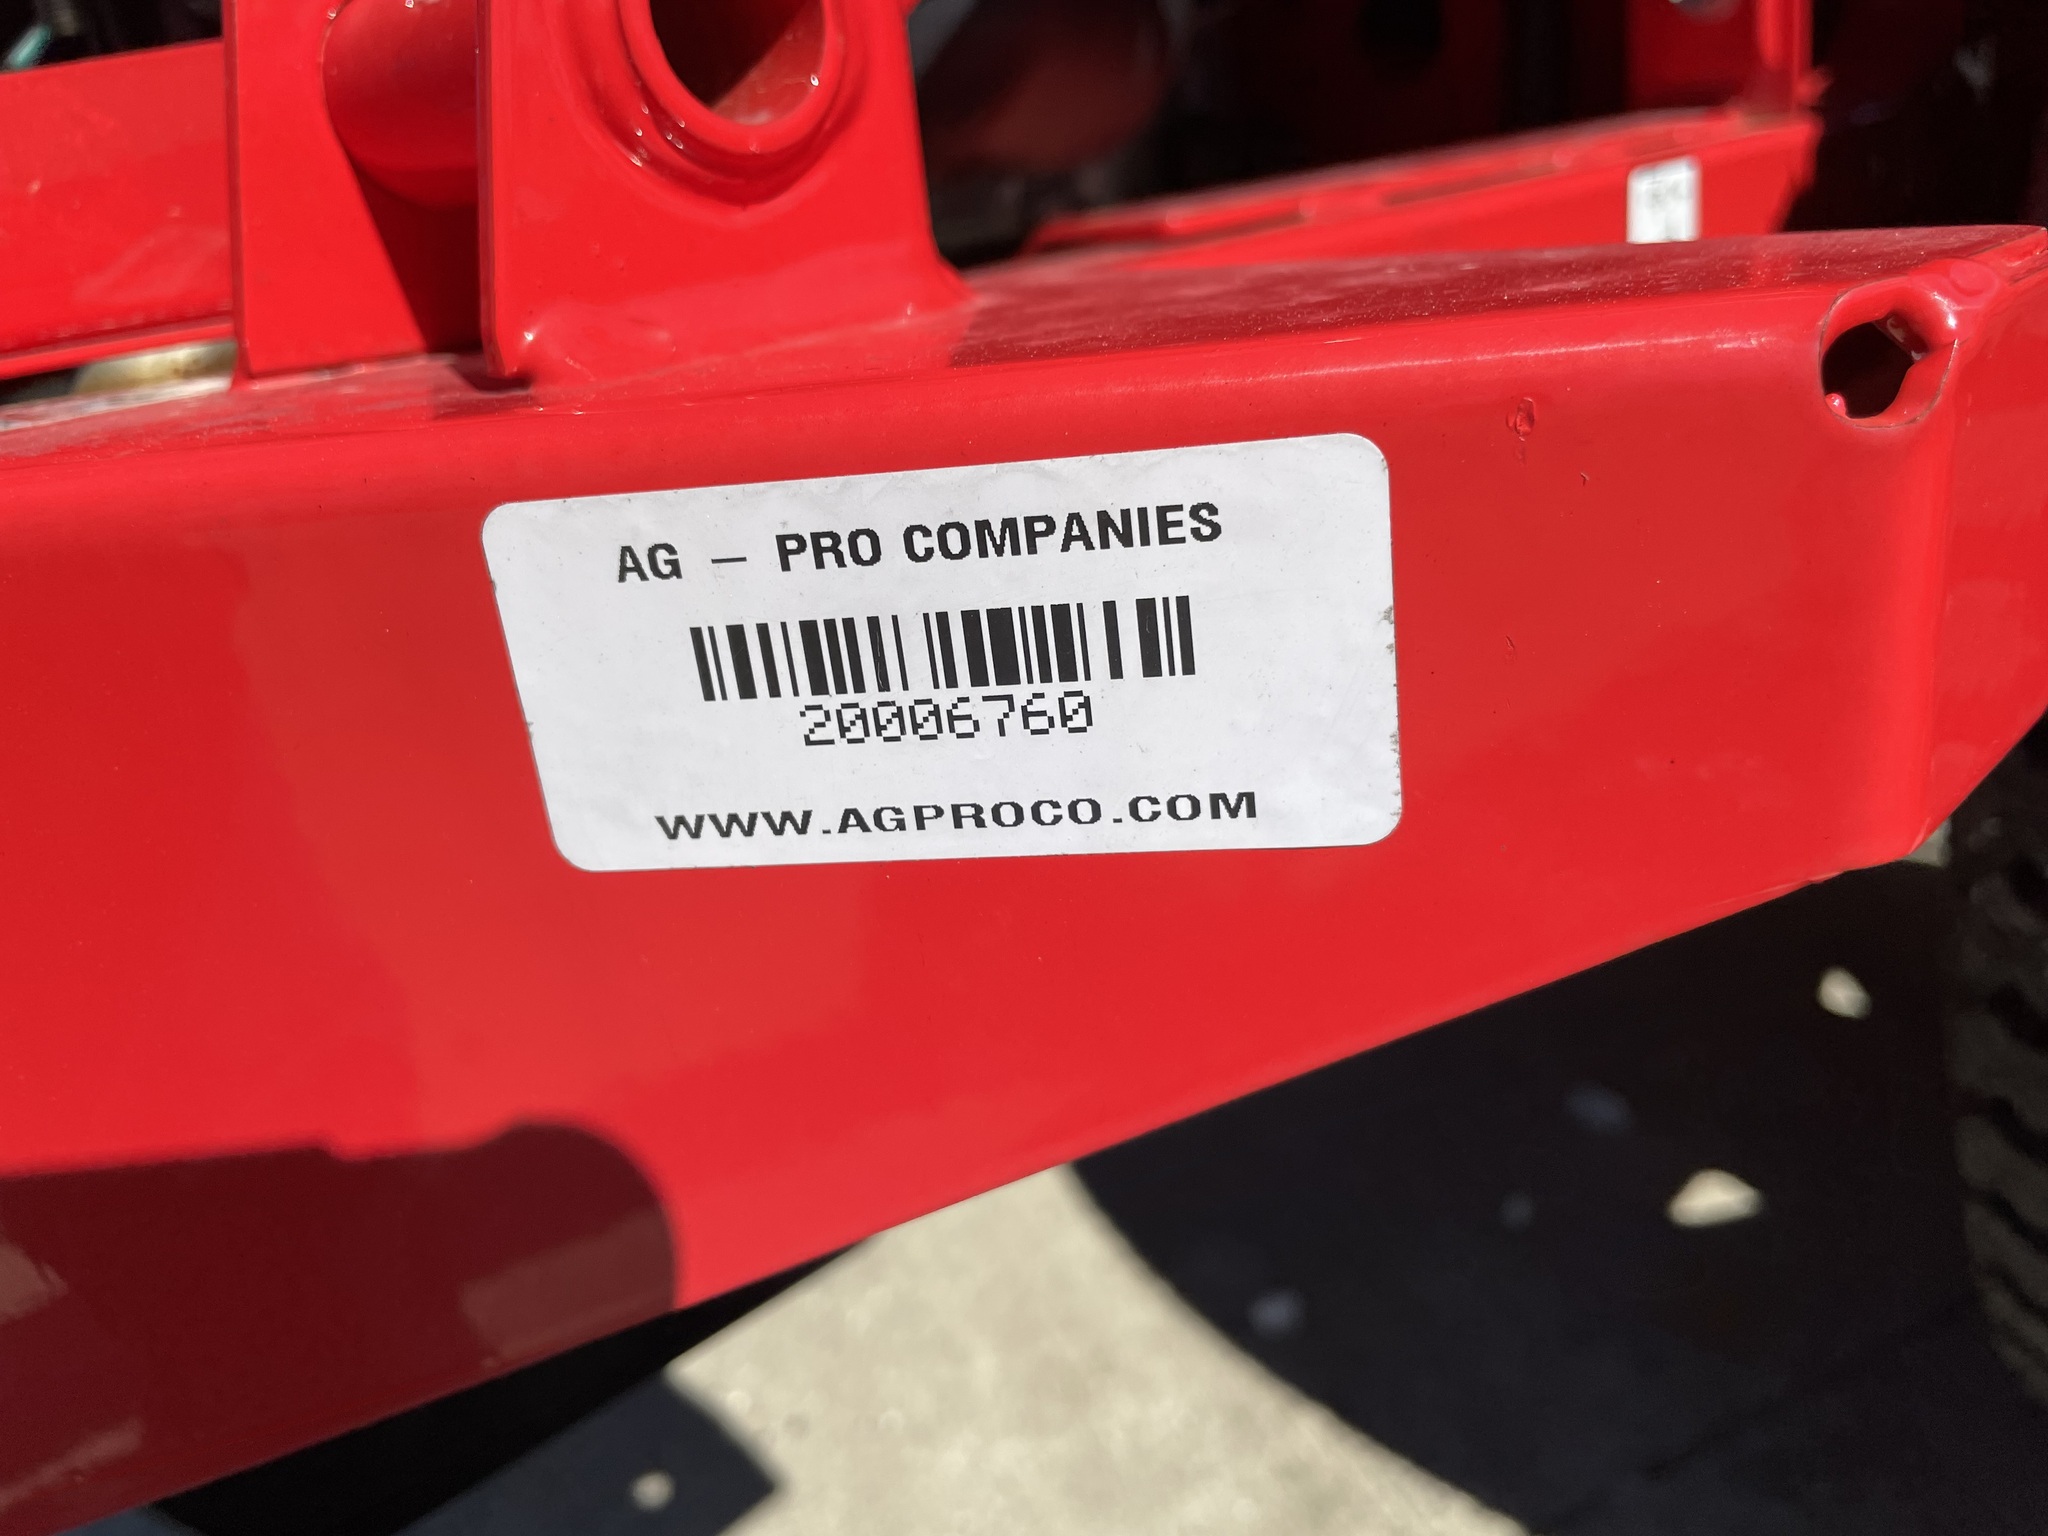 AG — PRO COMPANIES
20006760
WWW.AGPROCO.COM